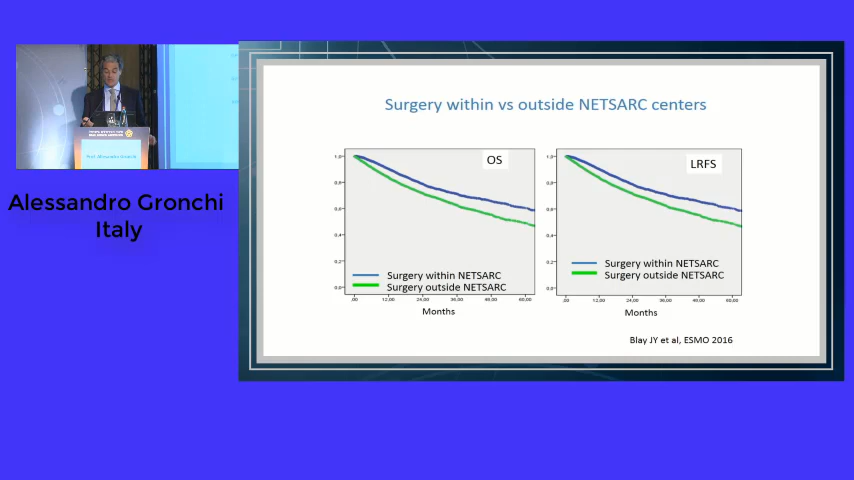 Prof. Alessandro Gronchi
Alessandro Gronchi
Italy
Surgery within vs outside NETSARC centers
OS
1,0
0,8
0,6
0,4
0,2
0,0
Surgery within NETSARC
Surgery outside NETSARC
,00 12,00 24,00 36,00 48,00 60,00
Months
LRFS
1,0
0,8
0,6
0,4
0,2
0,0
Surgery within NETSARC
Surgery outside NETSARC
,00 12,00 24,00 36,00 48,00 60,00
Months
Blay JY et al, ESMO 2016